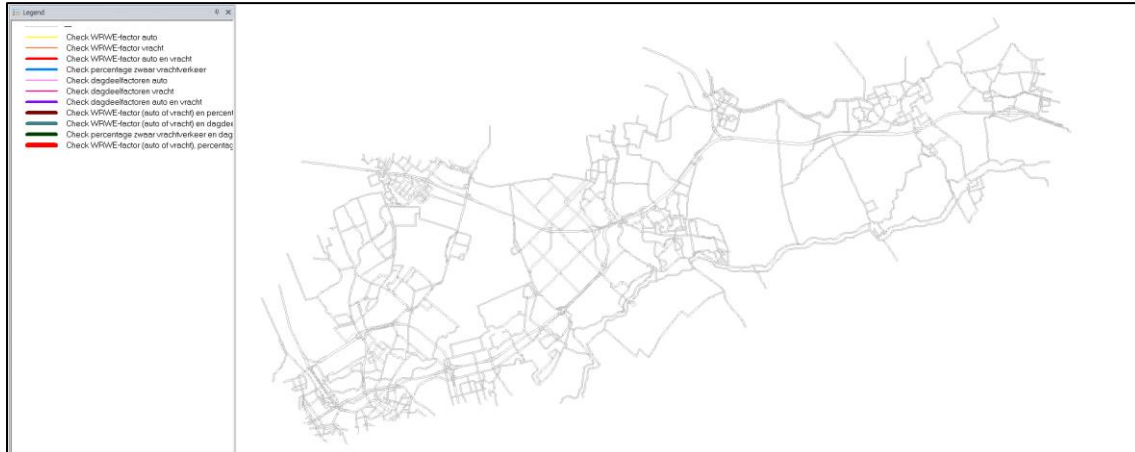 Legend
—
Check WRWE-factor auto
Check WRWE-factor vracht
Check WRWE-factor auto en vracht
Check percentage zwaar vrachtverkeer
Check dagdeelfactoren auto
Check dagdeelfactoren vracht
Check dagdeelfactoren auto en vracht
Check WRWE-factor (auto of vracht) en percent
Check WRWE-factor (auto of vracht) en dagdee
Check percentage zwaar vrachtverkeer en dag
Check WRWE-factor (auto of vracht), percentag